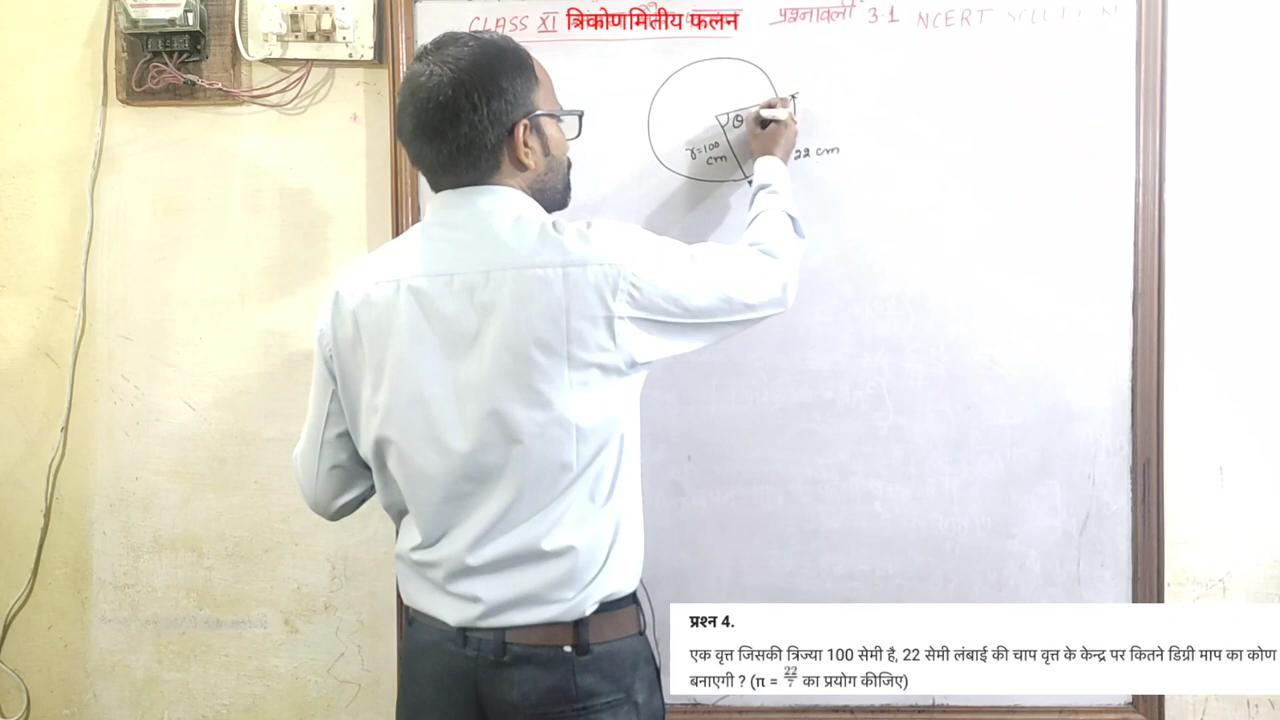 CLASS XI त्रिकोणमितीय फलन प्रश्नावली 3.1 NCERT SOLUTION
θ
r=100
cm
22 cm
प्रश्न 4.
एक वृत्त जिसकी त्रिज्या 100 सेमी है, 22 सेमी लंबाई की चाप वृत्त के केन्द्र पर कितने डिग्री माप का कोण
बनाएगी ? (π = 22/7 का प्रयोग कीजिए)